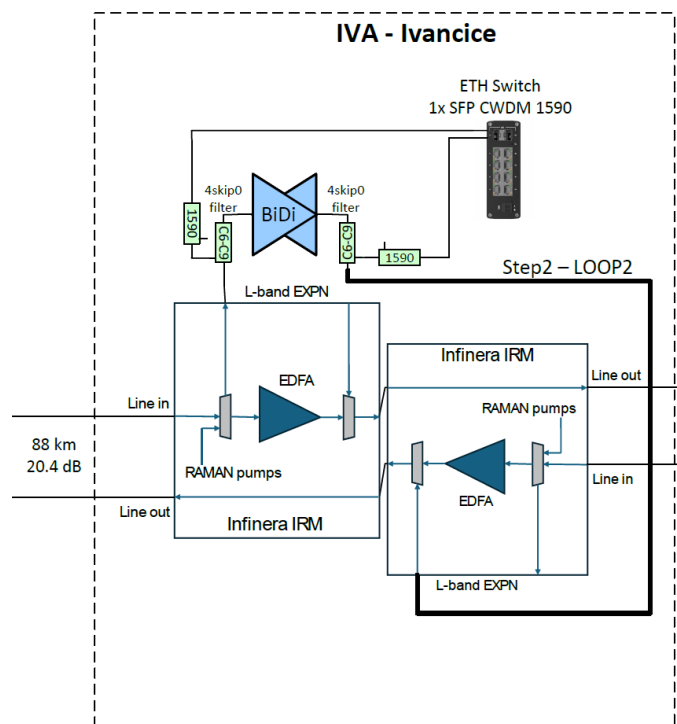 IVA - Ivancice
ETH Switch
1x SFP CWDM 1590
4skip0
filter
4skip0
filter
BiDi
1590
C6-C9
C6-C9
1590
Step2 – LOOP2
L-band EXPN
Infinera IRM
EDFA
Line in
Line out
RAMAN pumps
88 km
20.4 dB
RAMAN pumps
EDFA
Line in
Line out
Infinera IRM
L-band EXPN